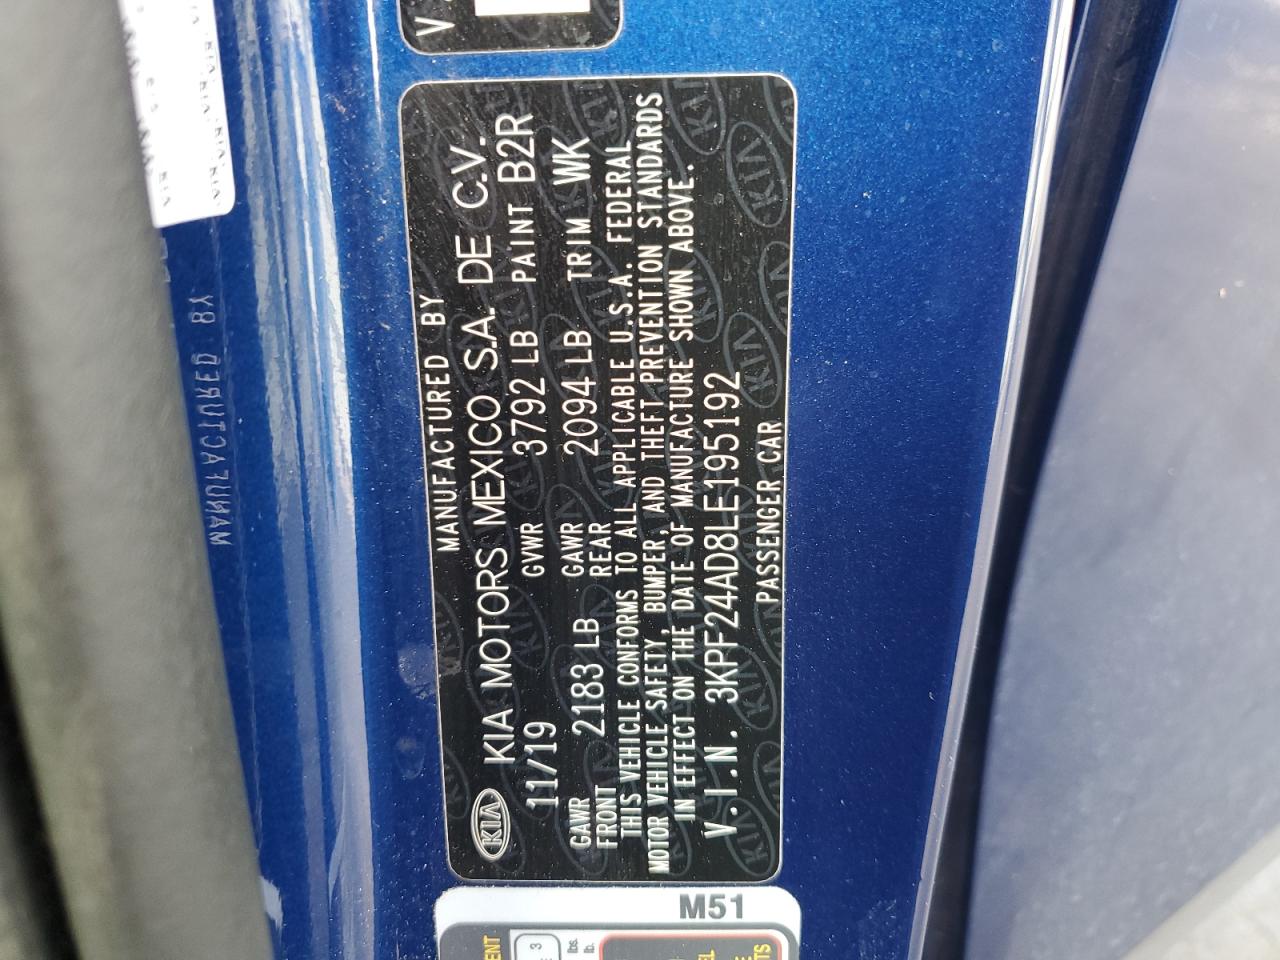 MANUFACTURED BY
KIA KIA MOTORS MEXICO S.A. DE C.V.
11/19 GVWR 3792 LB PAINT B2R
GAWR FRONT 2183 LB GAWR REAR 2094 LB TRIM WK
THIS VEHICLE CONFORMS TO ALL APPLICABLE U.S.A. FEDERAL
MOTOR VEHICLE SAFETY, BUMPER, AND THEFT PREVENTION STANDARDS
IN EFFECT ON THE DATE OF MANUFACTURE SHOWN ABOVE.
V.I.N. 3KPF24AD8LE195192
PASSENGER CAR
M51
MANUFACTURED BY